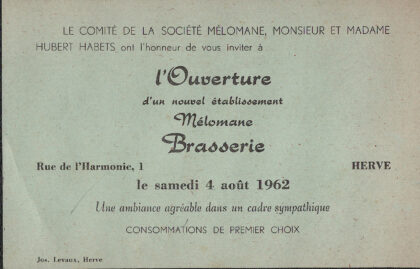 LE COMITÉ DE LA SOCIÉTÉ MÉLOMANE, MONSIEUR ET MADAME
HUBERT HABETS ont l'honneur de vous inviter à
l'Ouverture
d'un nouvel établissement
Mélomane
Brasserie
Rue de l'Harmonie, 1 HERVE
le samedi 4 août 1962
Une ambiance agréable dans un cadre sympathique
CONSOMMATIONS DE PREMIER CHOIX
Jos. Levaux, Herve